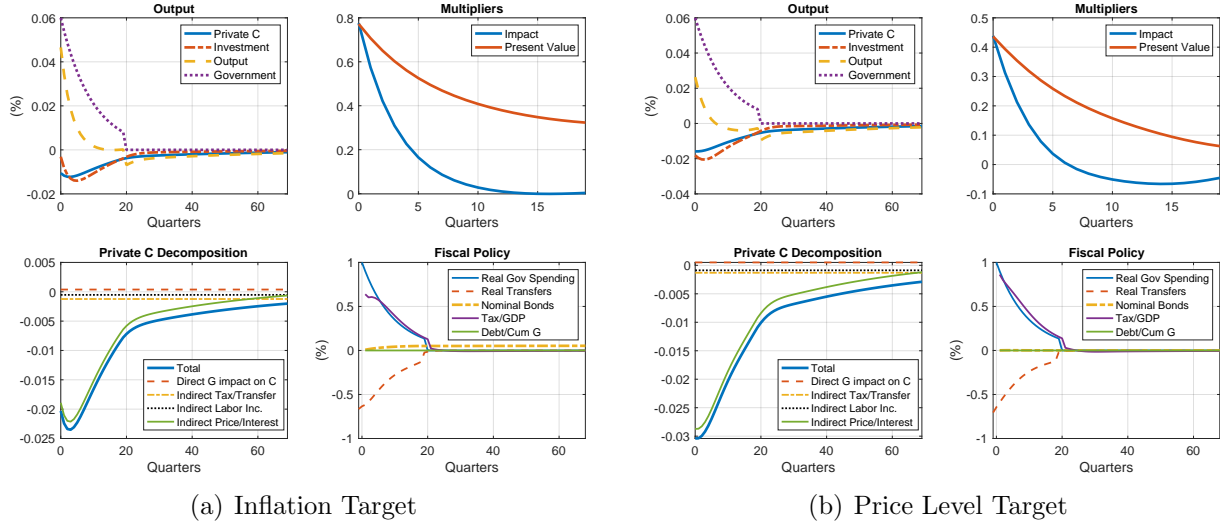 Output
0.06
0.04
0.02
0
-0.02
(%)
0 20 40 60
Quarters
Private C
Investment
Output
Government
Multipliers
0.8
0.6
0.4
0.2
0
0 5 10 15
Quarters
Impact
Present Value
Private C Decomposition
0.005
0
-0.005
-0.01
-0.015
-0.02
-0.025
0 20 40 60
Quarters
Total
Direct G impact on C
Indirect Tax/Transfer
Indirect Labor Inc.
Indirect Price/Interest
Fiscal Policy
1
0.5
0
-0.5
-1
(%)
0 20 40 60
Quarters
Real Gov Spending
Real Transfers
Nominal Bonds
Tax/GDP
Debt/Cum G
(a) Inflation Target
Output
0.06
0.04
0.02
0
-0.02
-0.04
(%)
0 20 40 60
Quarters
Private C
Investment
Output
Government
Multipliers
0.5
0.4
0.3
0.2
0.1
0
-0.1
0 5 10 15
Quarters
Impact
Present Value
Private C Decomposition
0
-0.005
-0.01
-0.015
-0.02
-0.025
-0.03
0 20 40 60
Quarters
Total
Direct G impact on C
Indirect Tax/Transfer
Indirect Labor Inc.
Indirect Price/Interest
Fiscal Policy
1
0.5
0
-0.5
-1
(%)
0 20 40 60
Quarters
Real Gov Spending
Real Transfers
Nominal Bonds
Tax/GDP
Debt/Cum G
(b) Price Level Target